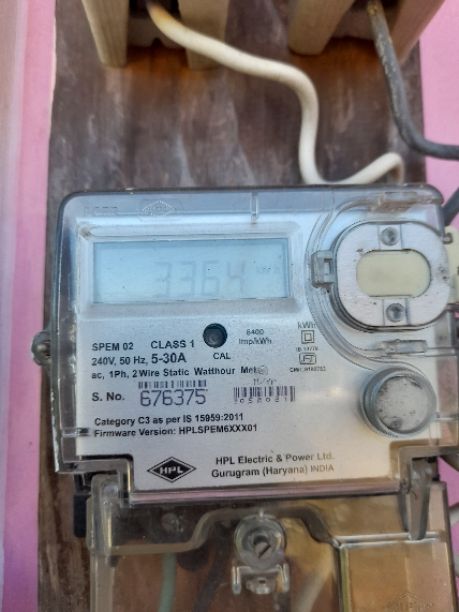 3364
SPEM 02 CLASS 1
6400
imp/kWh
kWh
240V, 50 Hz, 5-30A
CAL
ac, 1Ph, 2 Wire Static Watthour Meter
S. No. 676375
Category C3 as per IS 15959:2011
Firmware Version: HPLSPEM6XXX01
HPL
HPL Electric & Power Ltd.
Gurugram (Haryana) INDIA